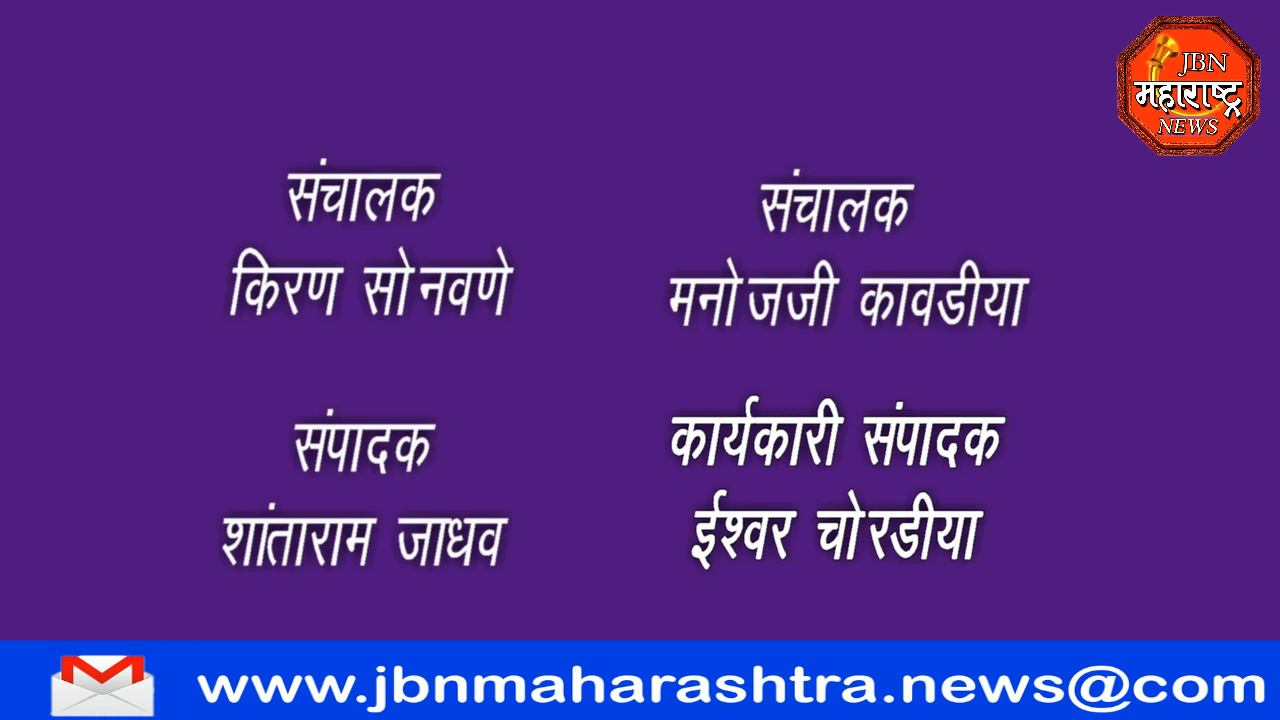 JBN
महाराष्ट्र
NEWS
संचालक
किरण सोनवणे
संचालक
मनोजजी कावडीया
संपादक
शांताराम जाधव
कार्यकारी संपादक
ईश्वर चोरडीया
www.jbnmaharashtra.news@com